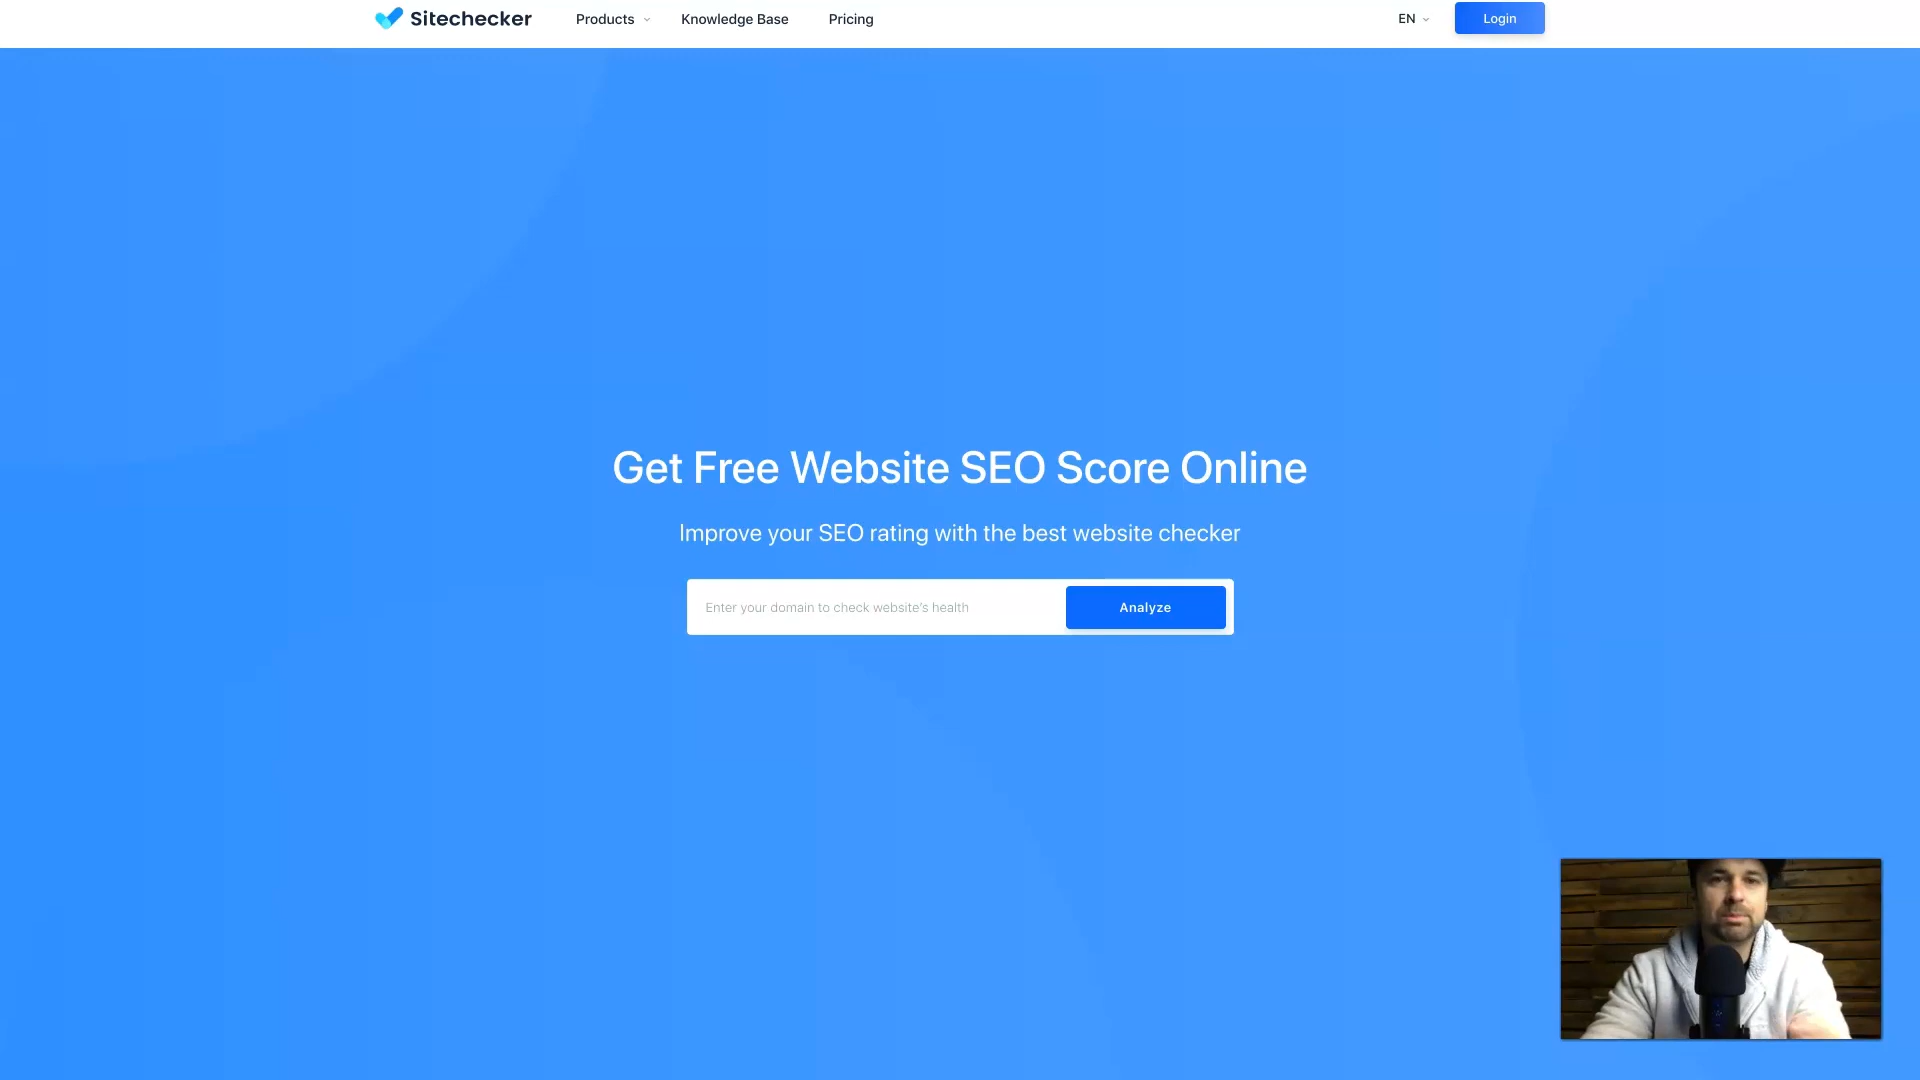 Sitechecker
Products
Knowledge Base
Pricing
EN
Login
Get Free Website SEO Score Online
Improve your SEO rating with the best website checker
Enter your domain to check website's health
Analyze